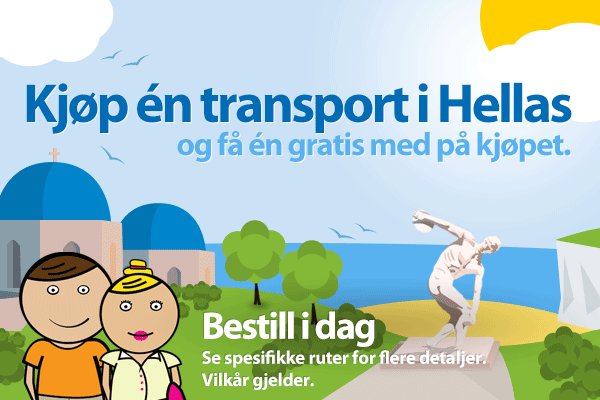 Kjøp én transport i Hellas
og få én gratis med på kjøpet.
Bestill i dag
Se spesifikke ruter for flere detaljer.
Vilkår gjelder.